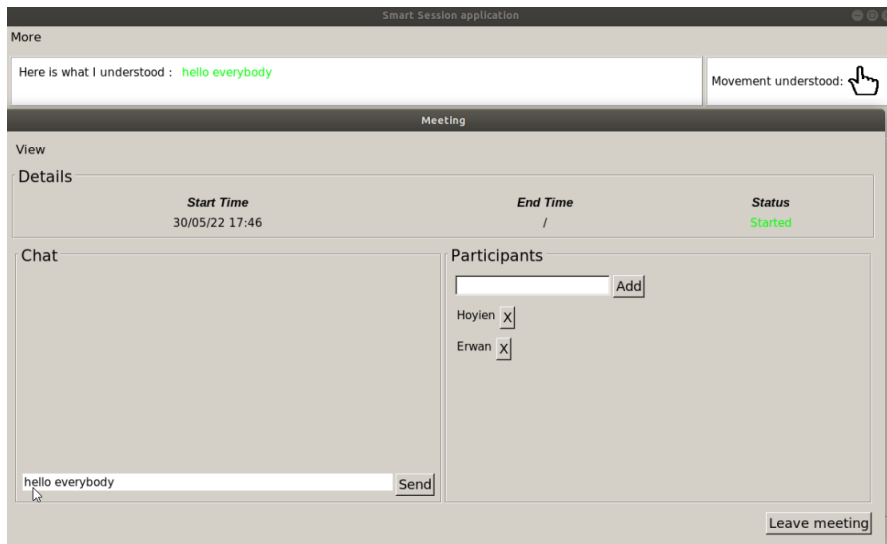 Smart Session application
More
Here is what I understood : hello everybody
Movement understood:
Meeting
View
Details
Start Time End Time Status
30/05/22 17:46 / Started
Chat
Participants
Add
Hoyien X
Erwan X
hello everybody Send
Leave meeting